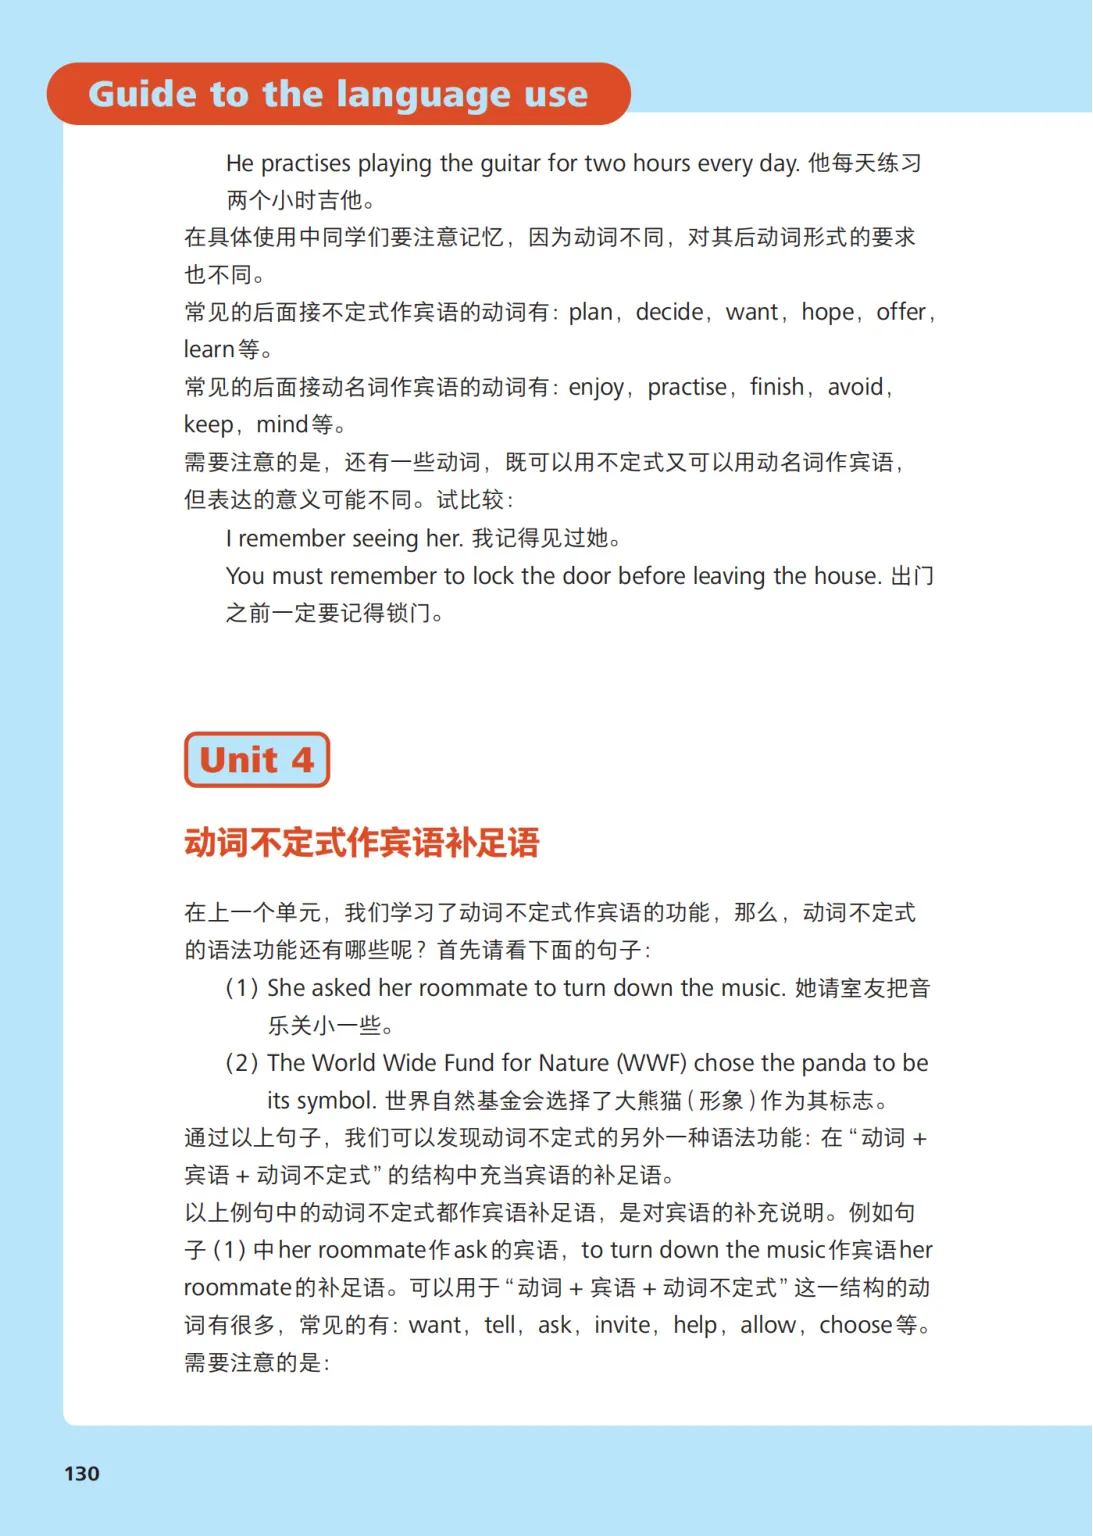 Guide to the language use
He practises playing the guitar for two hours every day. 他每天练习
两个小时吉他。
在具体使用中同学们要注意记忆，因为动词不同，对其后动词形式的要求
也不同。
常见的后面接不定式作宾语的动词有：plan，decide，want，hope，offer，
learn等。
常见的后面接动名词作宾语的动词有：enjoy，practise，finish，avoid，
keep，mind等。
需要注意的是，还有一些动词，既可以用不定式又可以用动名词作宾语，
但表达的意义可能不同。试比较：
I remember seeing her. 我记得见过她。
You must remember to lock the door before leaving the house. 出门
之前一定要记得锁门。
Unit 4
动词不定式作宾语补足语
在上一个单元，我们学习了动词不定式作宾语的功能，那么，动词不定式
的语法功能还有哪些呢？首先请看下面的句子：
（1）She asked her roommate to turn down the music. 她请室友把音
乐关小一些。
（2）The World Wide Fund for Nature (WWF) chose the panda to be
its symbol. 世界自然基金会选择了大熊猫（形象）作为其标志。
通过以上句子，我们可以发现动词不定式的另外一种语法功能：在“动词 +
宾语 + 动词不定式”的结构中充当宾语的补足语。
以上例句中的动词不定式都作宾语补足语，是对宾语的补充说明。例如句
子（1）中her roommate作ask的宾语，to turn down the music作宾语her
roommate的补足语。可以用于“动词 + 宾语 + 动词不定式”这一结构的动
词有很多，常见的有：want，tell，ask，invite，help，allow，choose等。
需要注意的是：
130